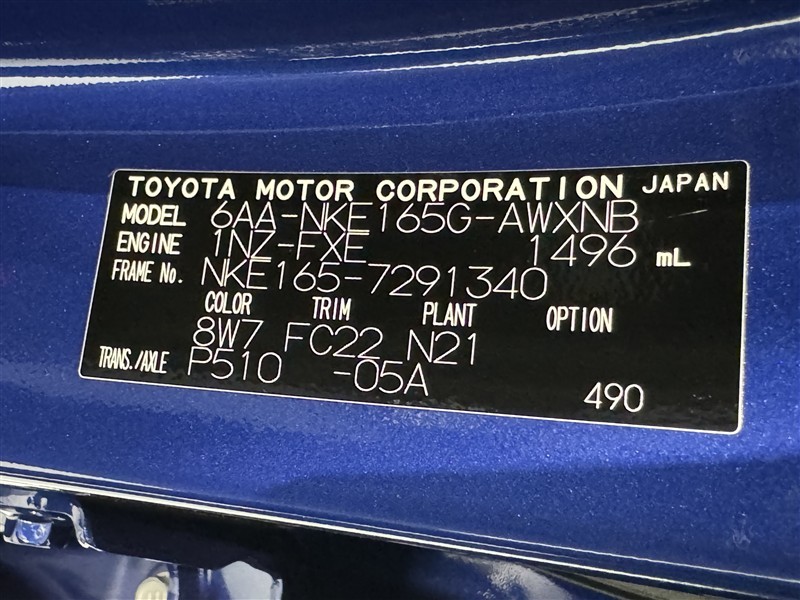 TOYOTA MOTOR CORPORATION JAPAN
MODEL 6AA-NKE165G-AWXNB
ENGINE 1NZ-FXE 1496 mL
FRAME No. NKE165-7291340
COLOR TRIM PLANT OPTION
8W7 FC22 N21
TRANS./AXLE P510 -05A 490